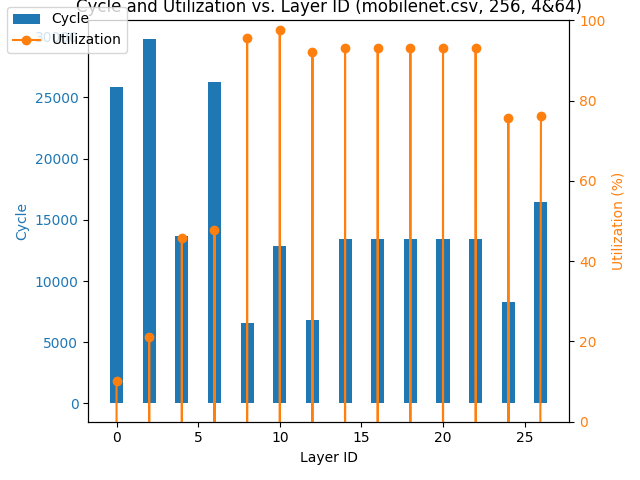 Cycle and Utilization vs. Layer ID (mobilenet.csv, 256, 4&64)
Cycle
Utilization
30000
25000
20000
15000
10000
5000
0
Cycle
100
80
60
40
20
0
Utilization (%)
0 5 10 15 20 25
Layer ID